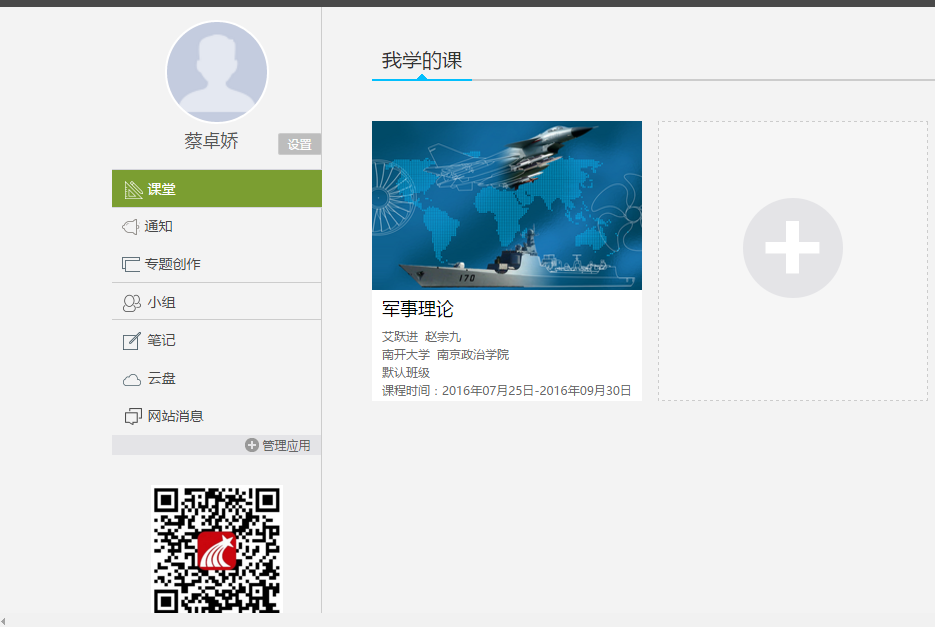 蔡卓娇
设置
课堂
通知
专题创作
小组
笔记
云盘
网站消息
管理应用
我学的课
170
军事理论
艾跃进 赵宗九
南开大学 南京政治学院
默认班级
课程时间：2016年07月25日-2016年09月30日